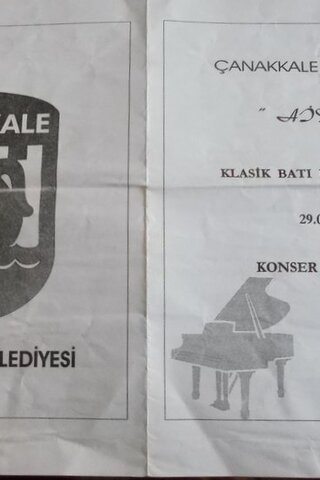 KALE
LEDİYESİ
ÇANAKKALE
KLASİK BATI
29.0
KONSER